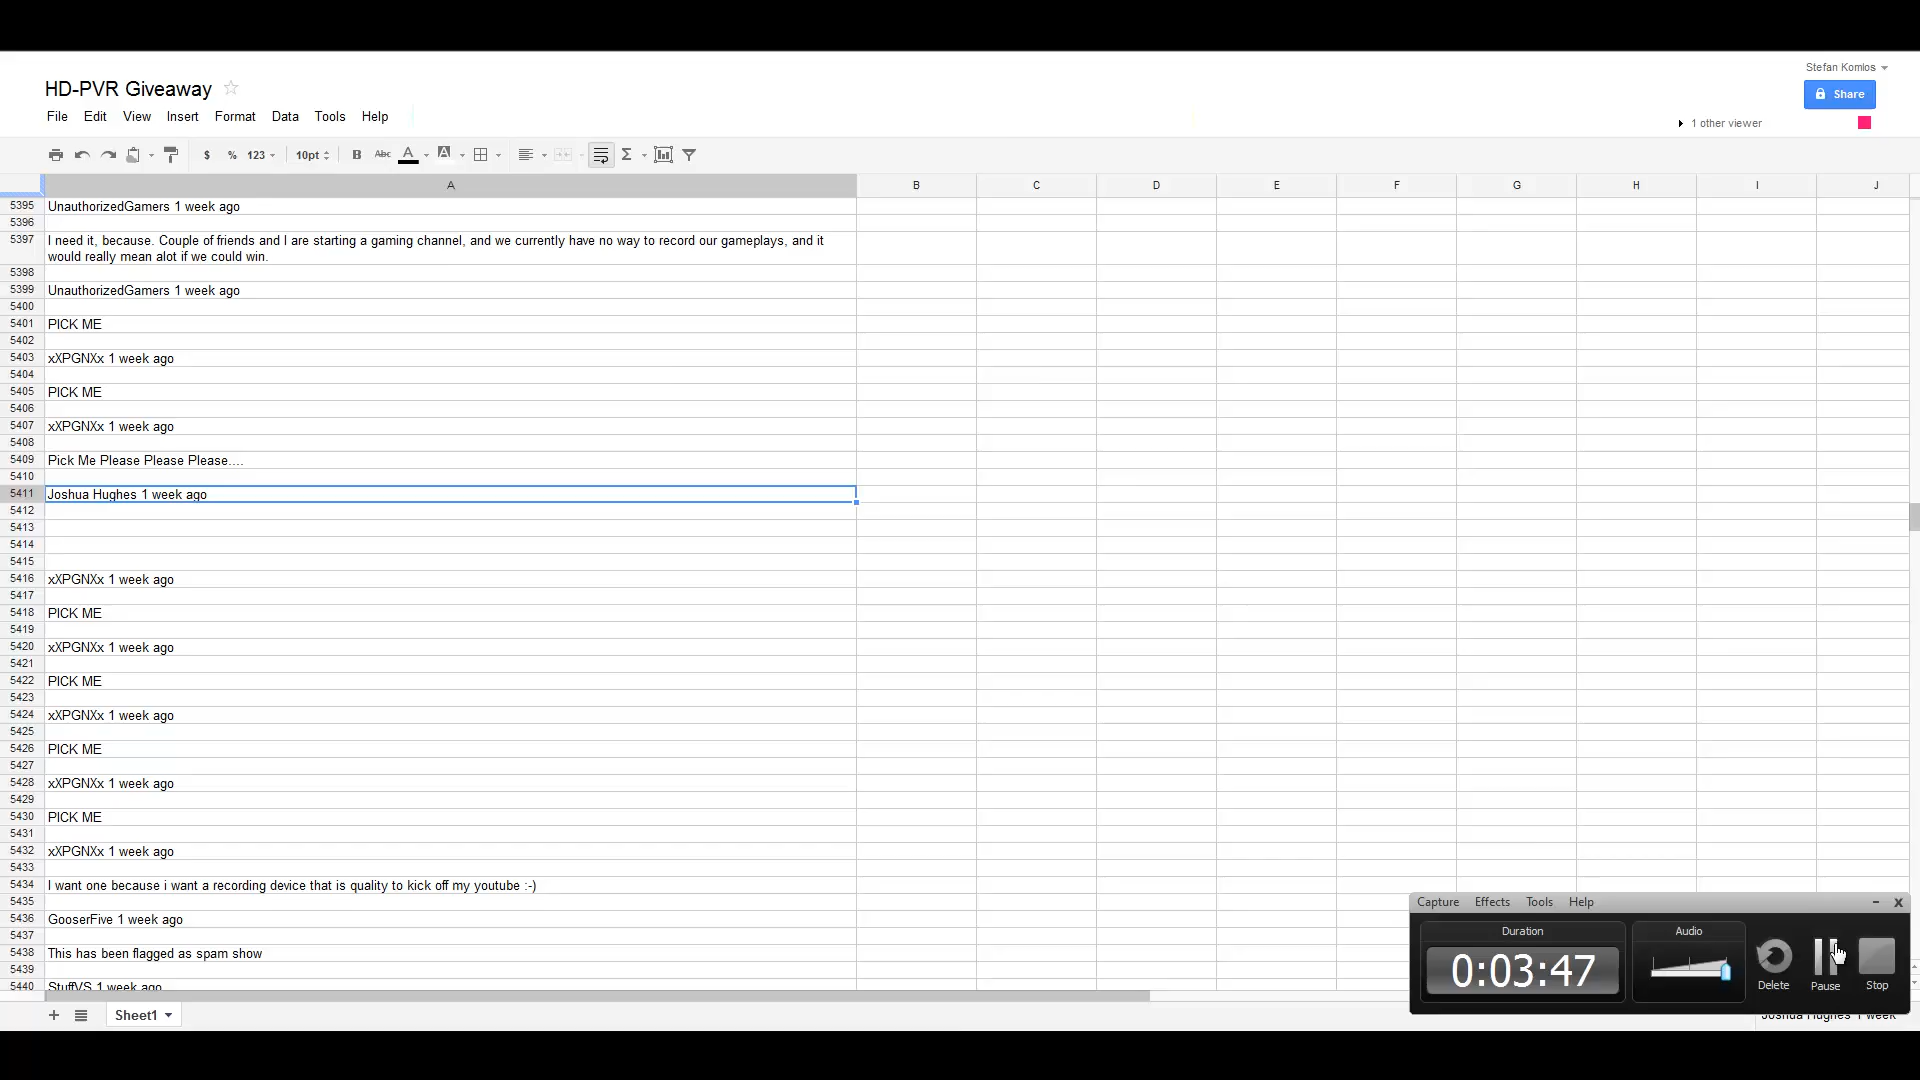 HD-PVR Giveaway
Stefan Komlos
Share
File Edit View Insert Format Data Tools Help
1 other viewer
$ % 123 10pt B Abc A A Σ
A B C D E F G H I J
5395 UnauthorizedGamers 1 week ago
5396
5397 I need it, because. Couple of friends and I are starting a gaming channel, and we currently have no way to record our gameplays, and it
would really mean alot if we could win.
5398
5399 UnauthorizedGamers 1 week ago
5400
5401 PICK ME
5402
5403 xXPGNXx 1 week ago
5404
5405 PICK ME
5406
5407 xXPGNXx 1 week ago
5408
5409 Pick Me Please Please Please....
5410
5411 Joshua Hughes 1 week ago
5412
5413
5414
5415
5416 xXPGNXx 1 week ago
5417
5418 PICK ME
5419
5420 xXPGNXx 1 week ago
5421
5422 PICK ME
5423
5424 xXPGNXx 1 week ago
5425
5426 PICK ME
5427
5428 xXPGNXx 1 week ago
5429
5430 PICK ME
5431
5432 xXPGNXx 1 week ago
5433
5434 I want one because i want a recording device that is quality to kick off my youtube :-)
5435
5436 GooserFive 1 week ago
5437
5438 This has been flagged as spam show
5439
5440 StuffVS 1 week ago
Capture Effects Tools Help
Duration
Audio
0:03:47
Delete Pause Stop
Sheet1
Joshua Hughes 1 week